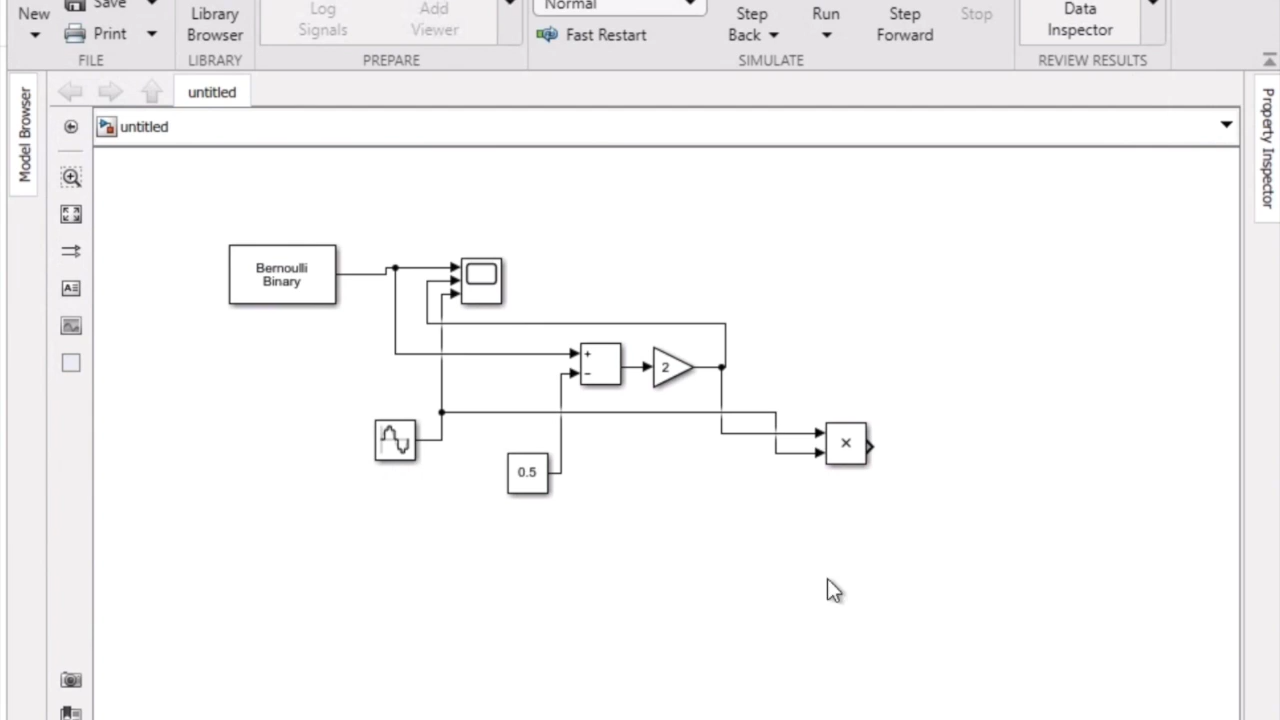 New
Save
Print
FILE
Library
Browser
LIBRARY
Log
Signals
Add
Viewer
PREPARE
Normal
Fast Restart
Step
Back
Run
Step
Forward
Stop
SIMULATE
Data
Inspector
REVIEW RESULTS
Model Browser
Property Inspector
untitled
untitled
Bernoulli
Binary
+
−
2
×
0.5